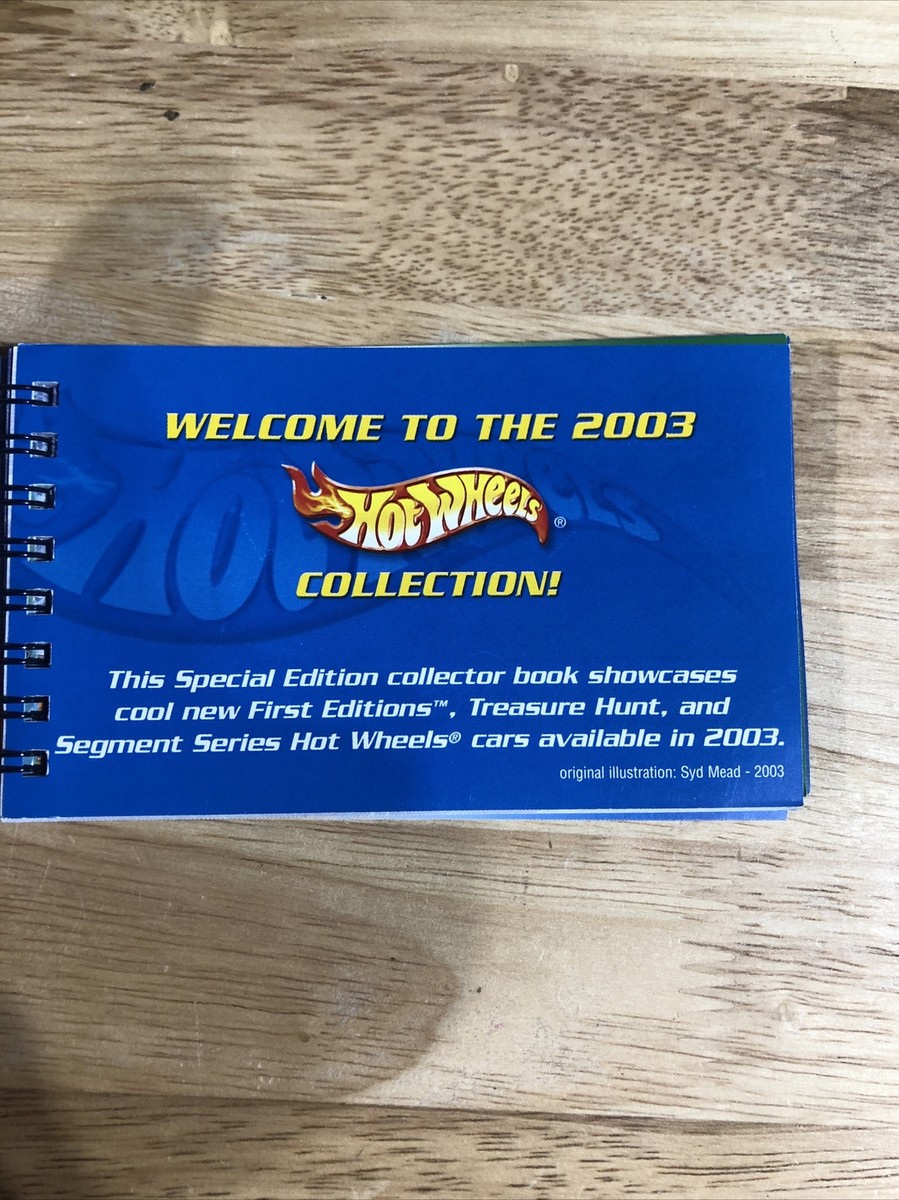 WELCOME TO THE 2003
Hot Wheels®
COLLECTION!
This Special Edition collector book showcases
cool new First Editions™, Treasure Hunt, and
Segment Series Hot Wheels® cars available in 2003.
original illustration: Syd Mead - 2003